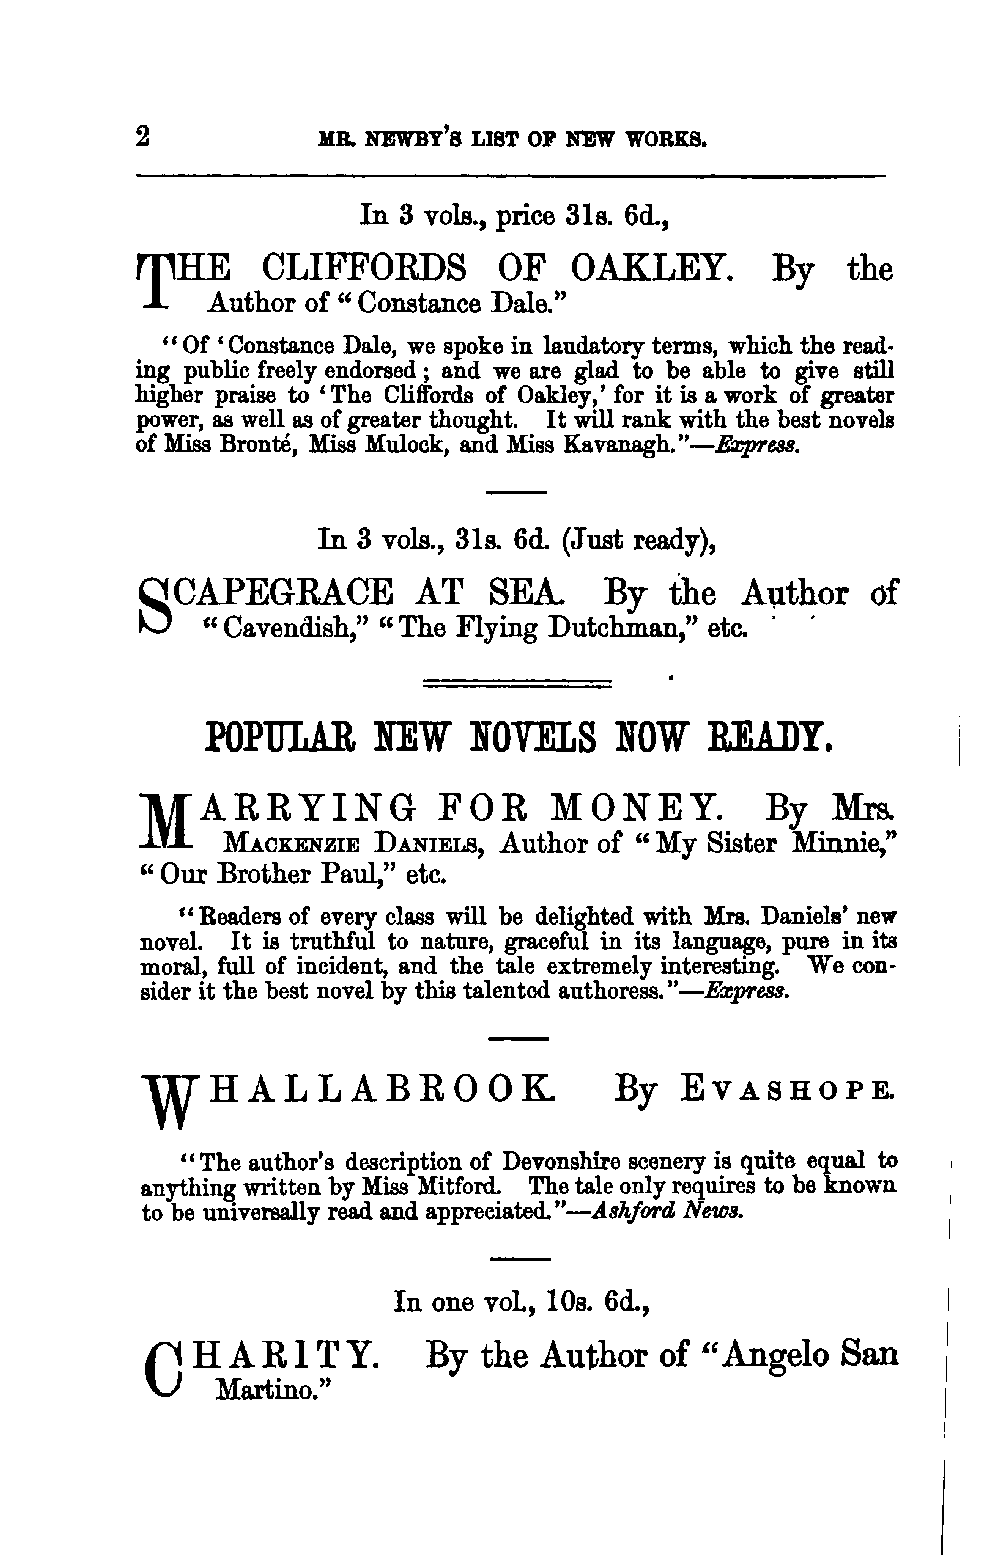 2 MR. NEWBY'S LIST OF NEW WORKS.
In 3 vols., price 31s. 6d.,
THE CLIFFORDS OF OAKLEY. By the
Author of "Constance Dale."
"Of 'Constance Dale, we spoke in laudatory terms, which the read-
ing public freely endorsed; and we are glad to be able to give still
higher praise to 'The Cliffords of Oakley,' for it is a work of greater
power, as well as of greater thought. It will rank with the best novels
of Miss Bronté, Miss Mulock, and Miss Kavanagh."—Express.
In 3 vols., 31s. 6d. (Just ready),
SCAPEGRACE AT SEA. By the Author of
"Cavendish," "The Flying Dutchman," etc.
POPULAR NEW NOVELS NOW READY.
MARRYING FOR MONEY. By Mrs.
MACKENZIE DANIELS, Author of "My Sister Minnie,"
"Our Brother Paul," etc.
"Readers of every class will be delighted with Mrs. Daniels' new
novel. It is truthful to nature, graceful in its language, pure in its
moral, full of incident, and the tale extremely interesting. We con-
sider it the best novel by this talented authoress."—Express.
WHALLABROOK. By EVASHOPE.
"The author's description of Devonshire scenery is quite equal to
anything written by Miss Mitford. The tale only requires to be known
to be universally read and appreciated."—Ashford News.
In one vol., 10s. 6d.,
CHARITY. By the Author of "Angelo San
Martino."